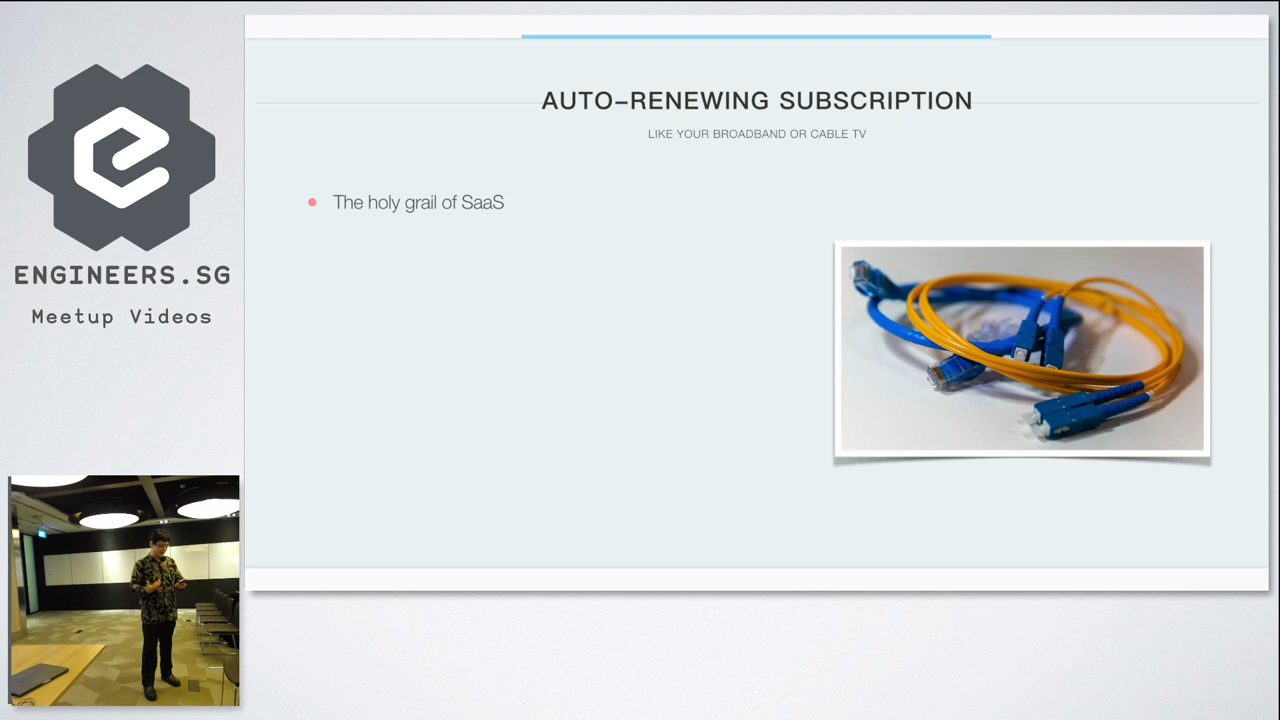 ENGINEERS.SG
Meetup Videos
AUTO–RENEWING SUBSCRIPTION
LIKE YOUR BROADBAND OR CABLE TV
The holy grail of SaaS